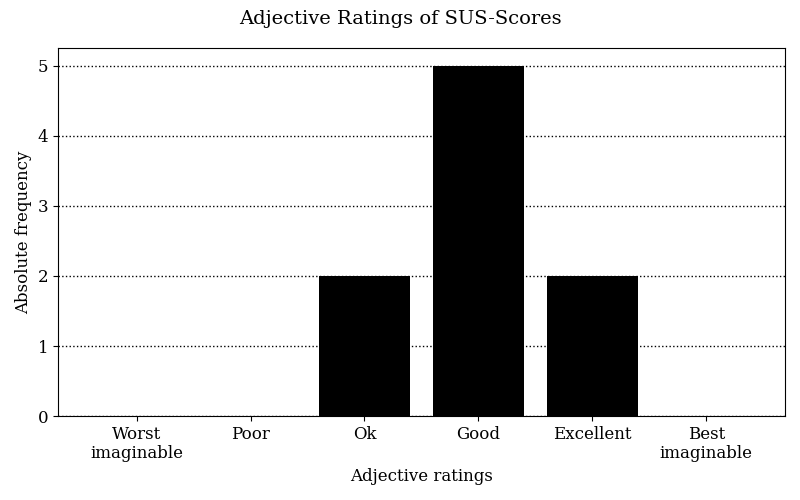 Adjective Ratings of SUS-Scores
5
4
3
2
1
0
Absolute frequency
Worst
imaginable
Poor
Ok
Good
Excellent
Best
imaginable
Adjective ratings